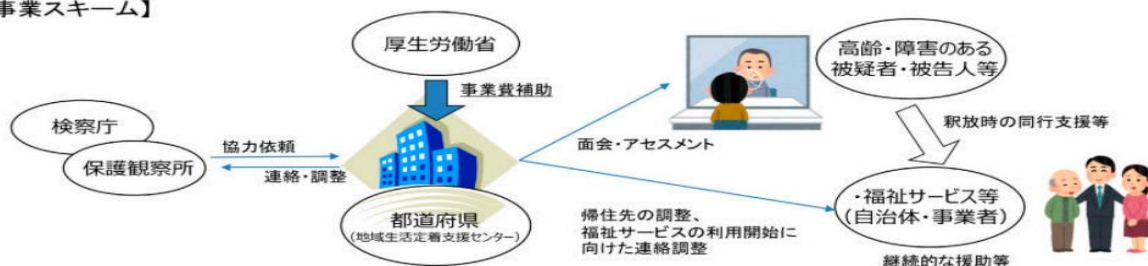 事業スキーム】
厚生労働省
事業費補助
高齢・障害のある
被疑者・被告人等
検察庁
保護観察所
協力依頼
連絡・調整
面会・アセスメント
釈放時の同行支援等
都道府県
(地域生活定着支援センター)
帰住先の調整、
福祉サービスの利用開始に
向けた連絡調整
・福祉サービス等
(自治体・事業者)
継続的な援助等